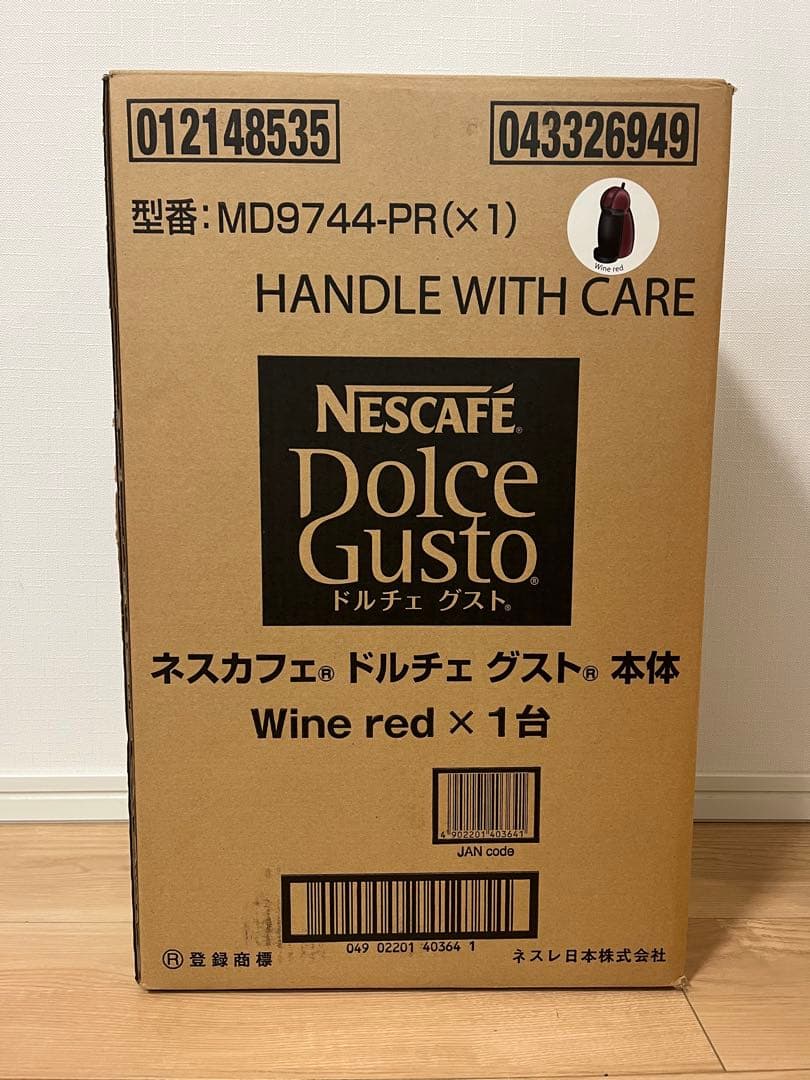 012148535
043326949
型番:MD9744-PR(×1)
Wine red
HANDLE WITH CARE
NESCAFÉ®
Dolce
Gusto®
ドルチェ グスト®
ネスカフェ® ドルチェ グスト® 本体
Wine red × 1台
4 902201 403641
JAN code
049 02201 40364 1
® 登録商標
ネスレ日本株式会社